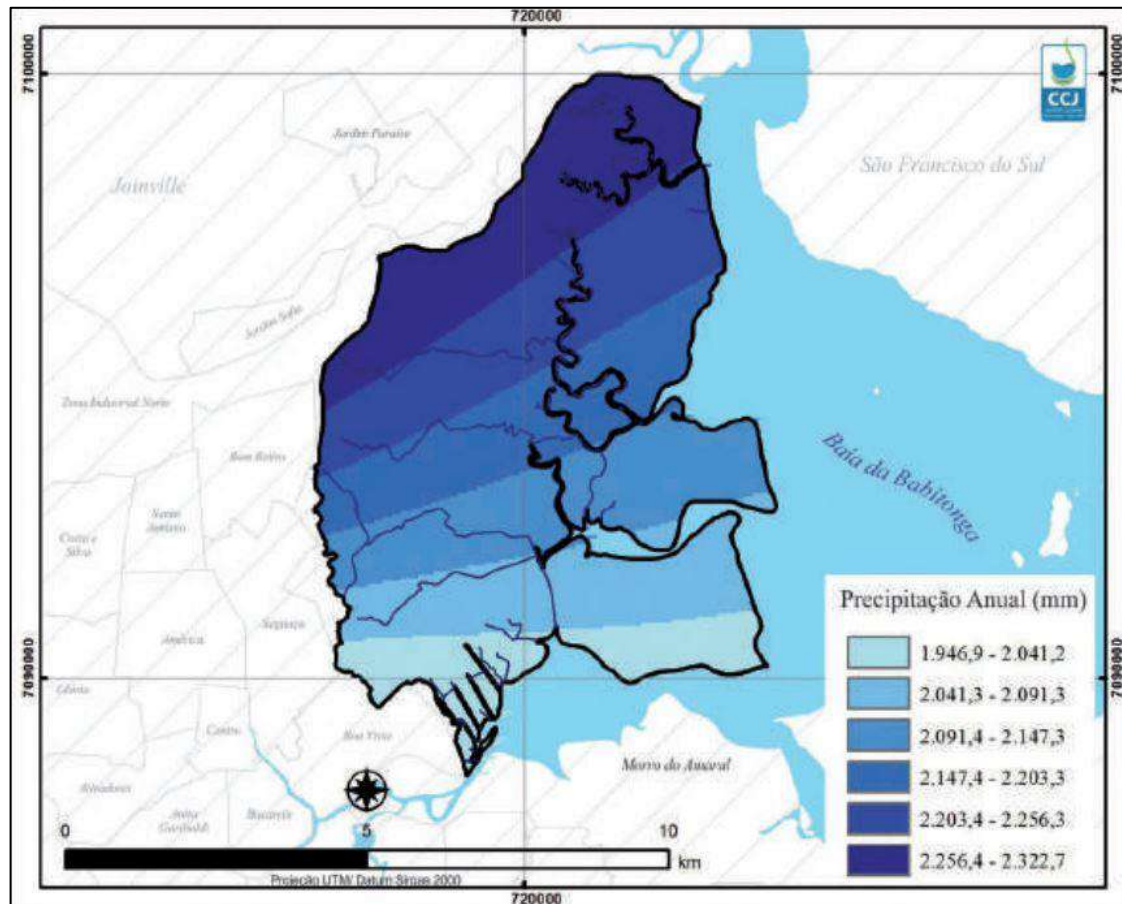 720000
7100000
7100000
CCJ
Jardim Paraíso
Joinville
São Francisco do Sul
Jardim Sofia
Zona Industrial Norte
Bom Retiro
Baía da Babitonga
Santo
Antonio
Costa e
Silva
Precipitação Anual (mm)
Saguaçu
América
1.946,9 - 2.041,2
7090000
7090000
Glória
2.041,3 - 2.091,3
Centro
Boa Vista
2.091,4 - 2.147,3
Morro do Amaral
2.147,4 - 2.203,3
Atiradores
Anita
Garibaldi
Bucarein
2.203,4 - 2.256,3
0
5
10
2.256,4 - 2.322,7
km
Projeção UTM/ Datum Sirgas 2000
720000